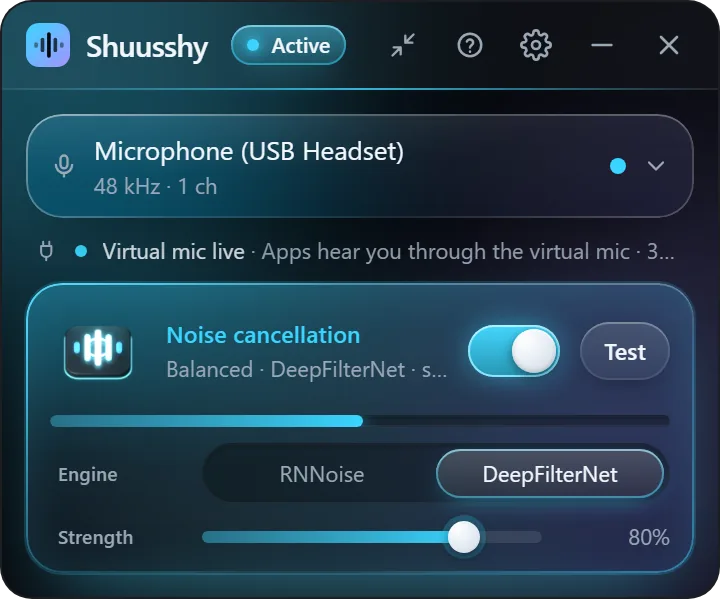 Shuusshy
Active
Microphone (USB Headset)
48 kHz · 1 ch
Virtual mic live · Apps hear you through the virtual mic · 3...
Noise cancellation
Balanced · DeepFilterNet · s...
Test
Engine
RNNoise
DeepFilterNet
Strength
80%